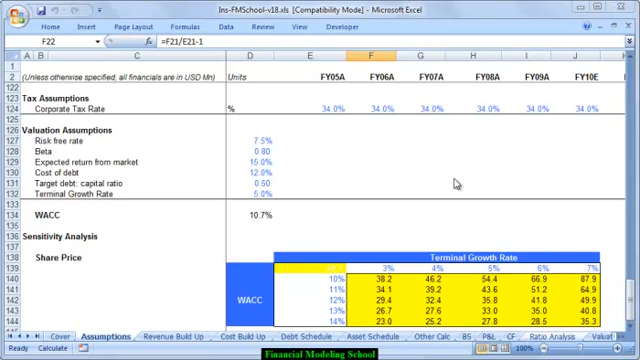 Ins-FMSchool-v18.xls [Compatibility Mode] - Microsoft Excel
Home Insert Page Layout Formulas Data Review View
F22 =F21/E21-1
A B C D E F G H I J
1
2 (Unless otherwise specified, all financials are in USD Mn) Units FY05A FY06A FY07A FY08A FY09A FY10E
122
123 Tax Assumptions
124 Corporate Tax Rate % 34.0% 34.0% 34.0% 34.0% 34.0% 34.0%
125
126 Valuation Assumptions
127 Risk free rate 7.5%
128 Beta 0.80
129 Expected return from market 15.0%
130 Cost of debt 12.0%
131 Target debt: capital ratio 0.50
132 Terminal Growth Rate 5.0%
133
134 WACC 10.7%
135
136 Sensitivity Analysis
137
138 Share Price Terminal Growth Rate
139 3% 4% 5% 6% 7%
140 10% 38.2 46.2 54.4 66.9 87.9
141 11% 34.1 39.2 43.6 51.2 64.9
142 WACC 12% 29.4 32.4 35.8 41.8 49.9
143 13% 26.7 27.6 33.0 35.0 40.8
144 14% 23.0 25.2 27.8 28.5 35.3
Cover Assumptions Revenue Build Up Cost Build Up Debt Schedule Asset Schedule Other Calc BS P&L CF Ratio Analysis Valuat
Ready Calculate 100%
Financial Modeling School